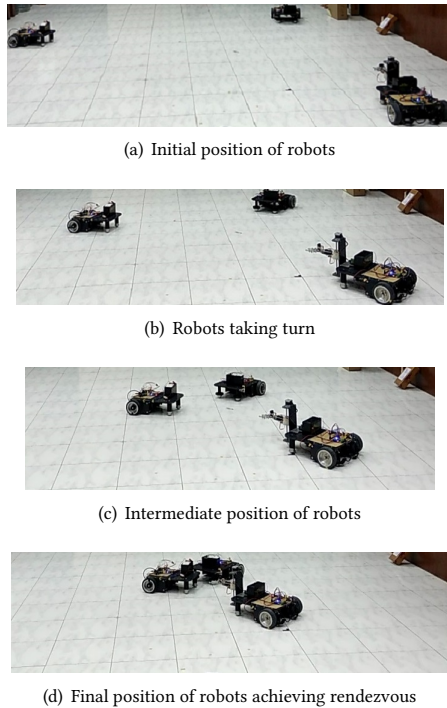 (a) Initial position of robots
(b) Robots taking turn
(c) Intermediate position of robots
(d) Final position of robots achieving rendezvous